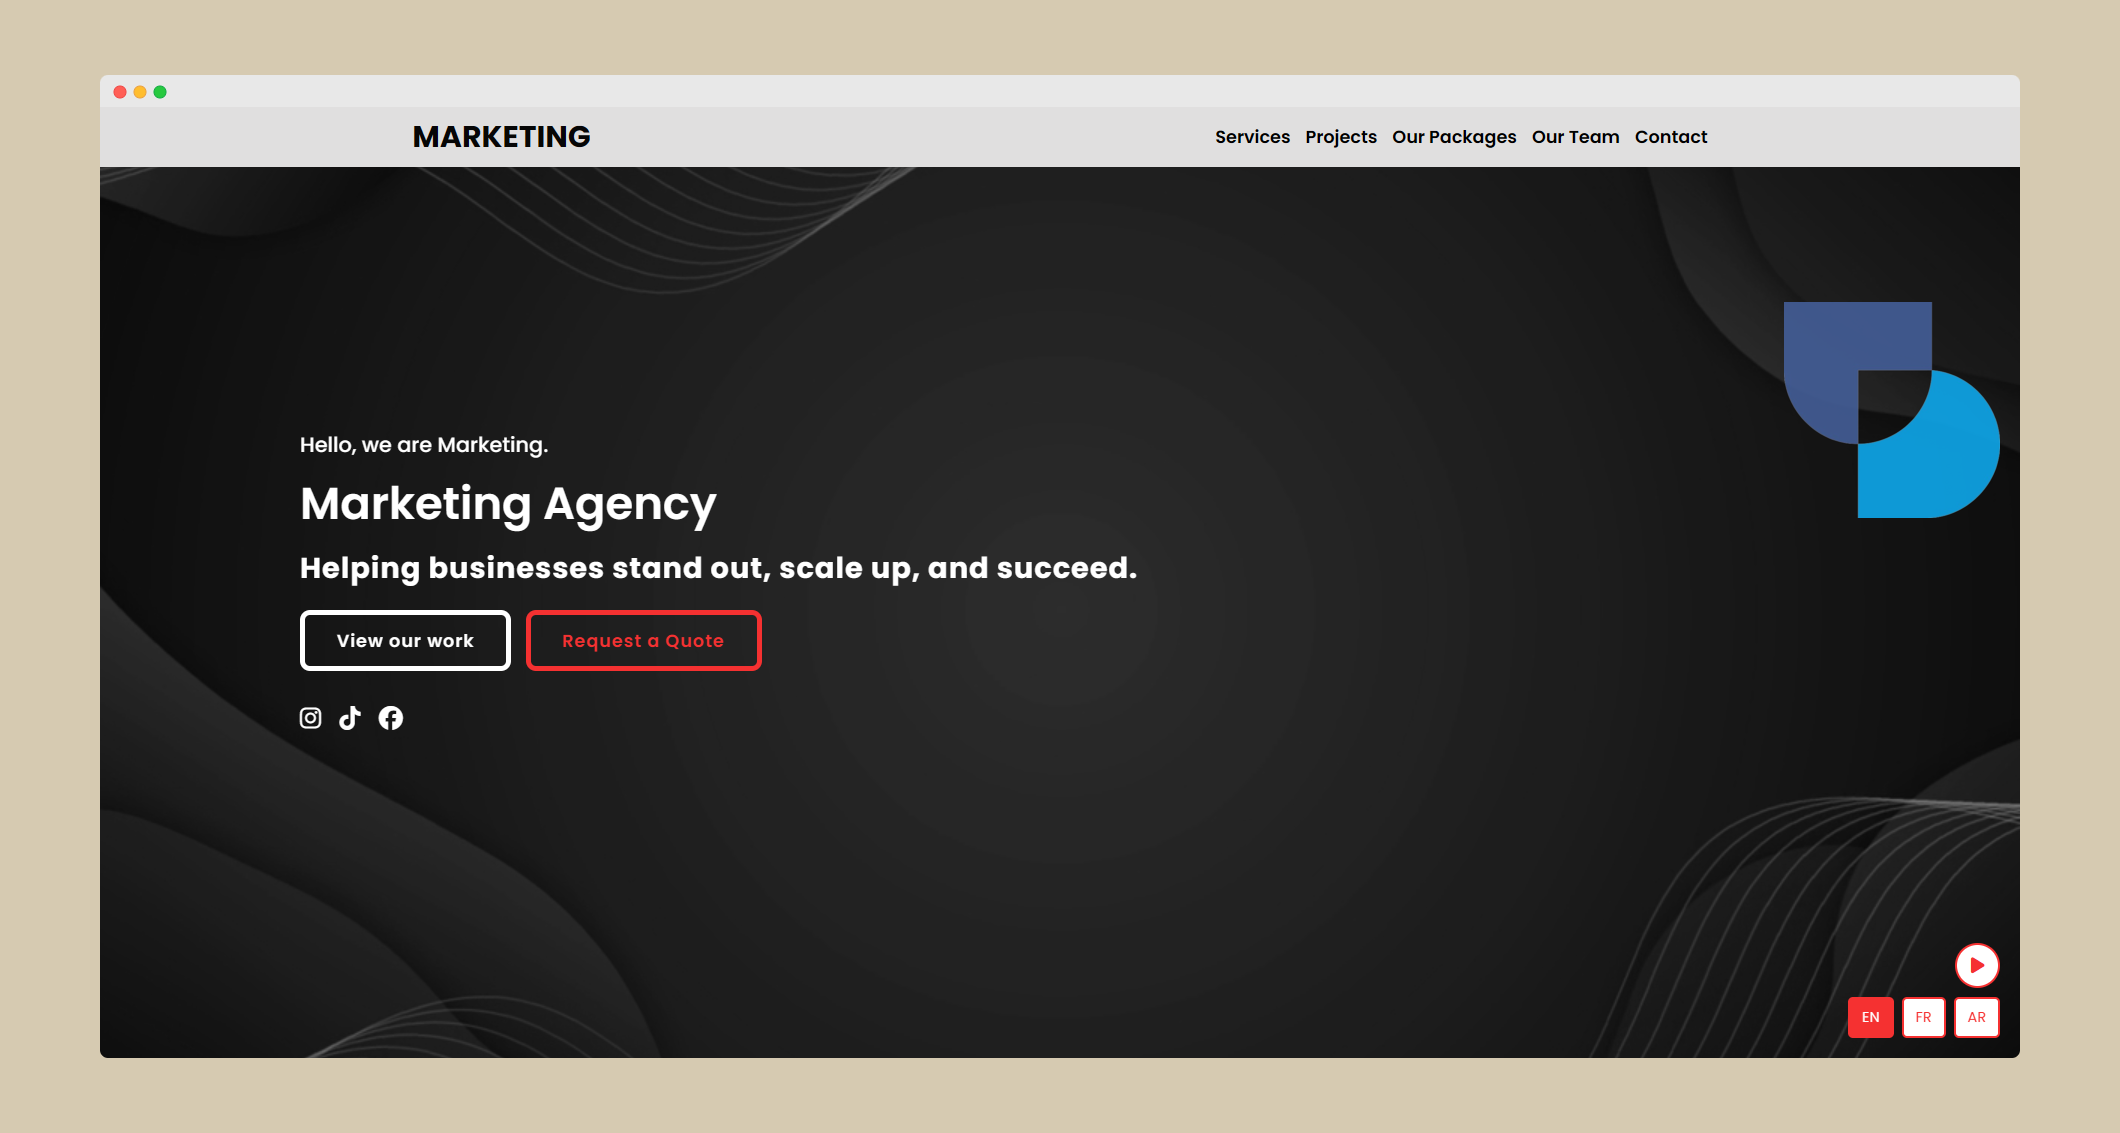 MARKETING
Services Projects Our Packages Our Team Contact
Hello, we are Marketing.
Marketing Agency
Helping businesses stand out, scale up, and succeed.
View our work Request a Quote
EN FR AR